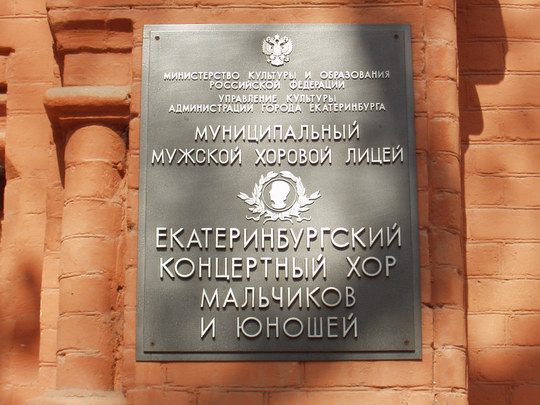 МИНИСТЕРСТВО КУЛЬТУРЫ И ОБРАЗОВАНИЯ
РОССИЙСКОЙ ФЕДЕРАЦИИ
УПРАВЛЕНИЕ КУЛЬТУРЫ
АДМИНИСТРАЦИИ ГОРОДА ЕКАТЕРИНБУРГА
МУНИЦИПАЛЬНЫЙ
МУЖСКОЙ ХОРОВОЙ ЛИЦЕЙ
ЕКАТЕРИНБУРГСКИЙ
КОНЦЕРТНЫЙ ХОР
МАЛЬЧИКОВ
И ЮНОШЕЙ